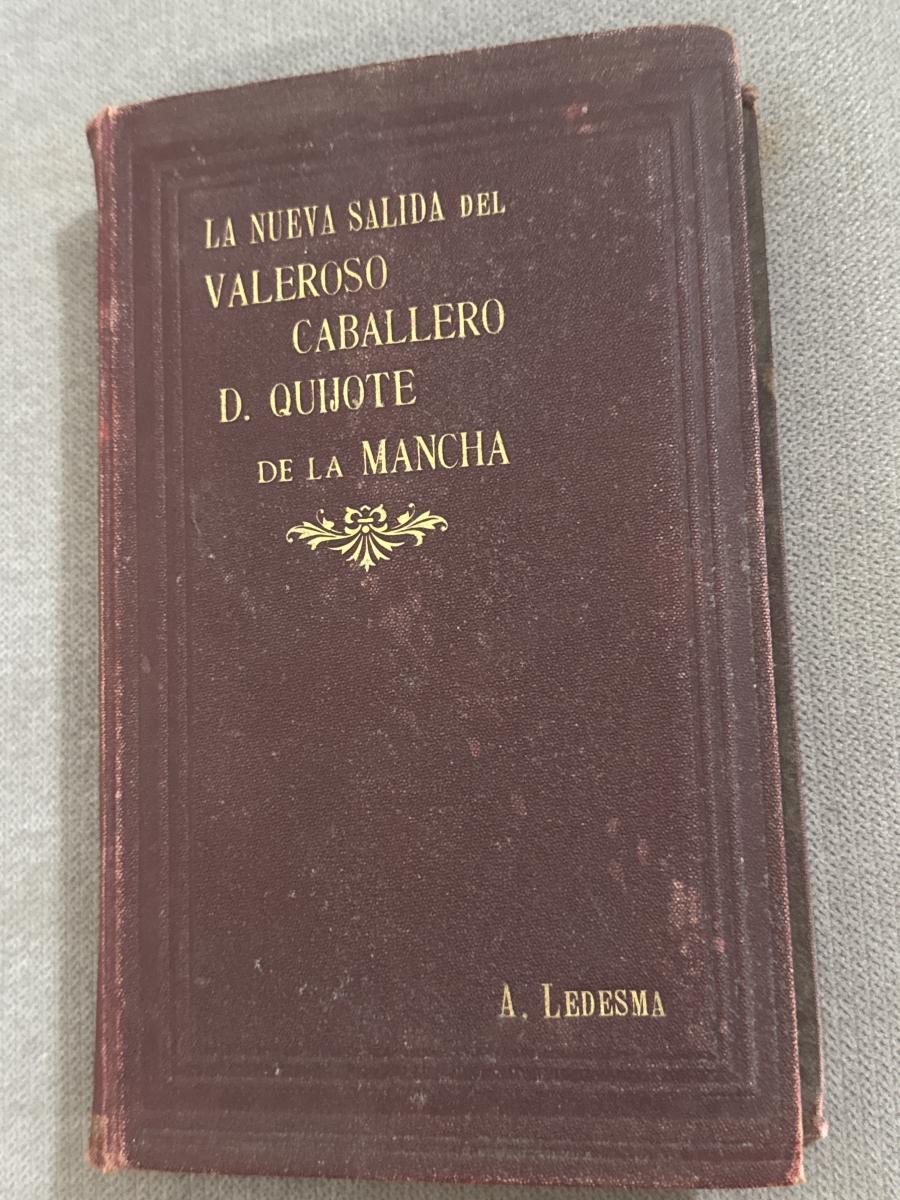 LA NUEVA SALIDA DEL
VALEROSO
CABALLERO
D. QUIJOTE
DE LA MANCHA
A. LEDESMA